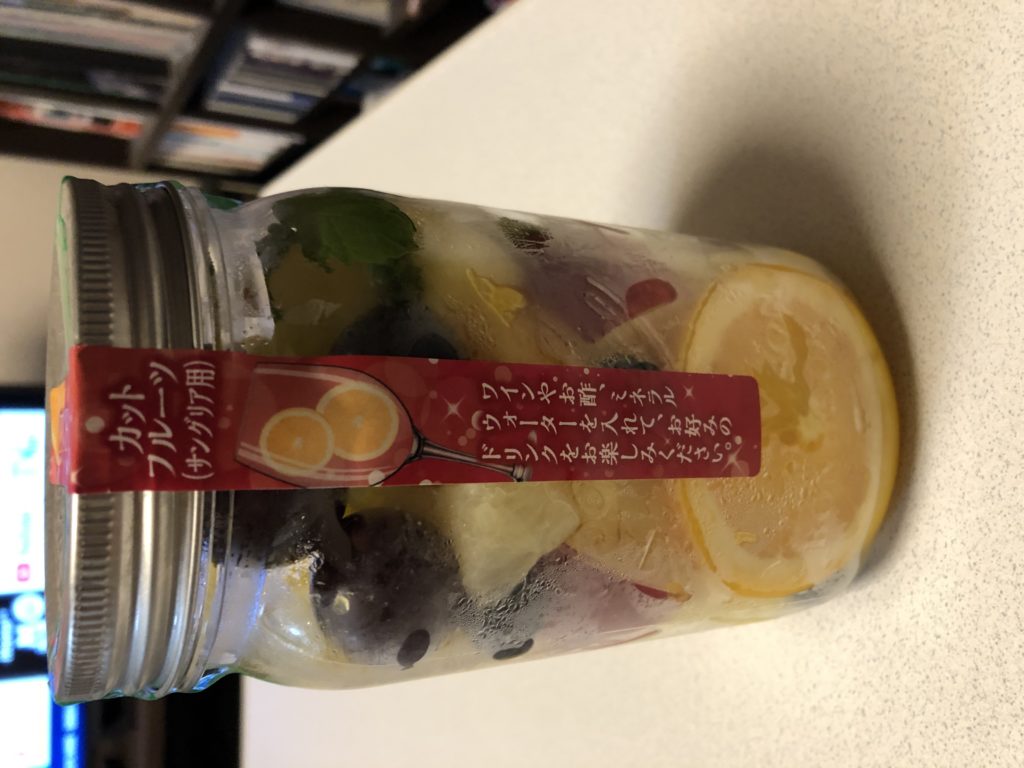 カット
フルーツ
(サングリア用)
ワインやお酢、ミネラル
ウォーターを入れて、お好みの
ドリンクをお楽しみください。